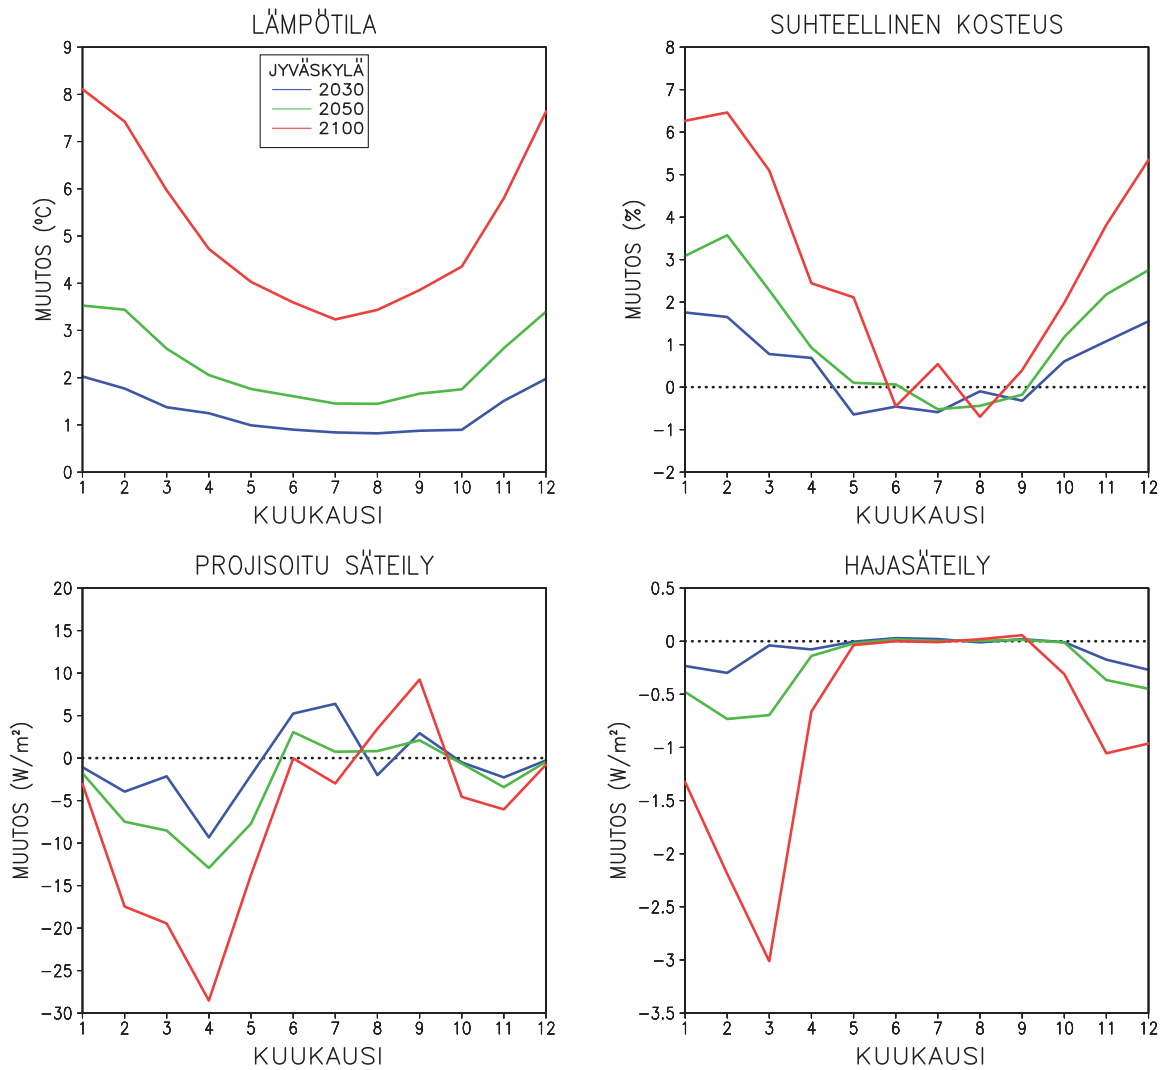 LÄMPÖTILA
MUUTOS (ºC)
9
8
7
6
5
4
3
2
1
0
JYVÄSKYLÄ
2030
2050
2100
1 2 3 4 5 6 7 8 9 10 11 12
KUUKAUSI
SUHTEELLINEN KOSTEUS
MUUTOS (%)
8
7
6
5
4
3
2
1
0
−1
−2
1 2 3 4 5 6 7 8 9 10 11 12
KUUKAUSI
PROJISOITU SÄTEILY
MUUTOS (W/m²)
20
15
10
5
0
−5
−10
−15
−20
−25
−30
1 2 3 4 5 6 7 8 9 10 11 12
KUUKAUSI
HAJASÄTEILY
MUUTOS (W/m²)
0.5
0
−0.5
−1
−1.5
−2
−2.5
−3
−3.5
1 2 3 4 5 6 7 8 9 10 11 12
KUUKAUSI